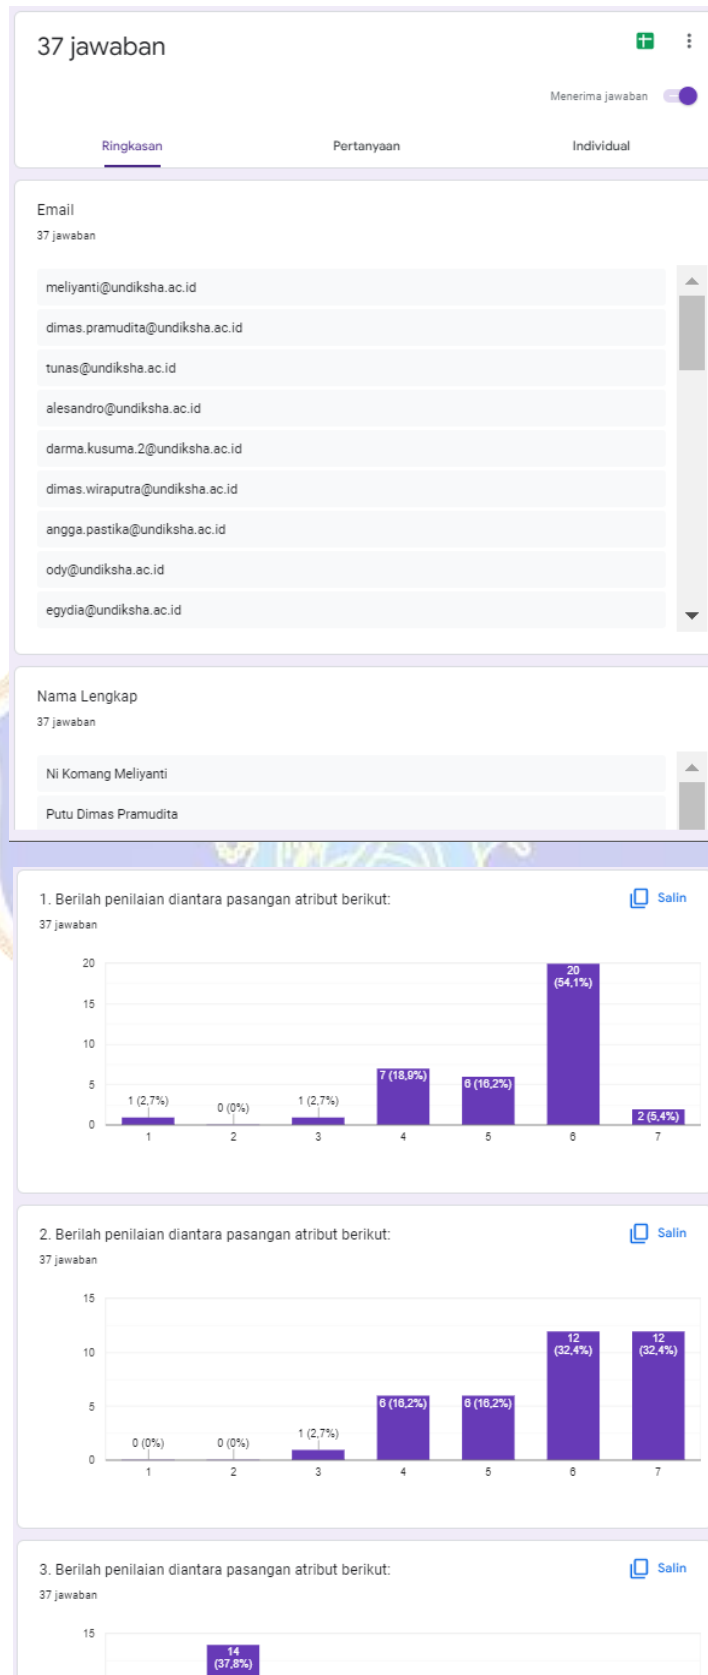 37 jawaban
Menerima jawaban
Ringkasan Pertanyaan Individual
Email
37 jawaban
meliyanti@undiksha.ac.id
dimas.pramudita@undiksha.ac.id
tunas@undiksha.ac.id
alesandro@undiksha.ac.id
darma.kusuma.2@undiksha.ac.id
dimas.wiraputra@undiksha.ac.id
angga.pastika@undiksha.ac.id
ody@undiksha.ac.id
egydia@undiksha.ac.id
Nama Lengkap
37 jawaban
Ni Komang Meliyanti
Putu Dimas Pramudita
1. Berilah penilaian diantara pasangan atribut berikut:
Salin
37 jawaban
20
15
10
5
0
1 (2,7%)
0 (0%)
1 (2,7%)
7 (18,9%)
6 (16,2%)
20
(54,1%)
2 (5,4%)
1 2 3 4 5 6 7
2. Berilah penilaian diantara pasangan atribut berikut:
Salin
37 jawaban
15
10
5
0
0 (0%)
0 (0%)
1 (2,7%)
6 (16,2%)
6 (16,2%)
12
(32,4%)
12
(32,4%)
1 2 3 4 5 6 7
3. Berilah penilaian diantara pasangan atribut berikut:
Salin
37 jawaban
15
14
(37,8%)